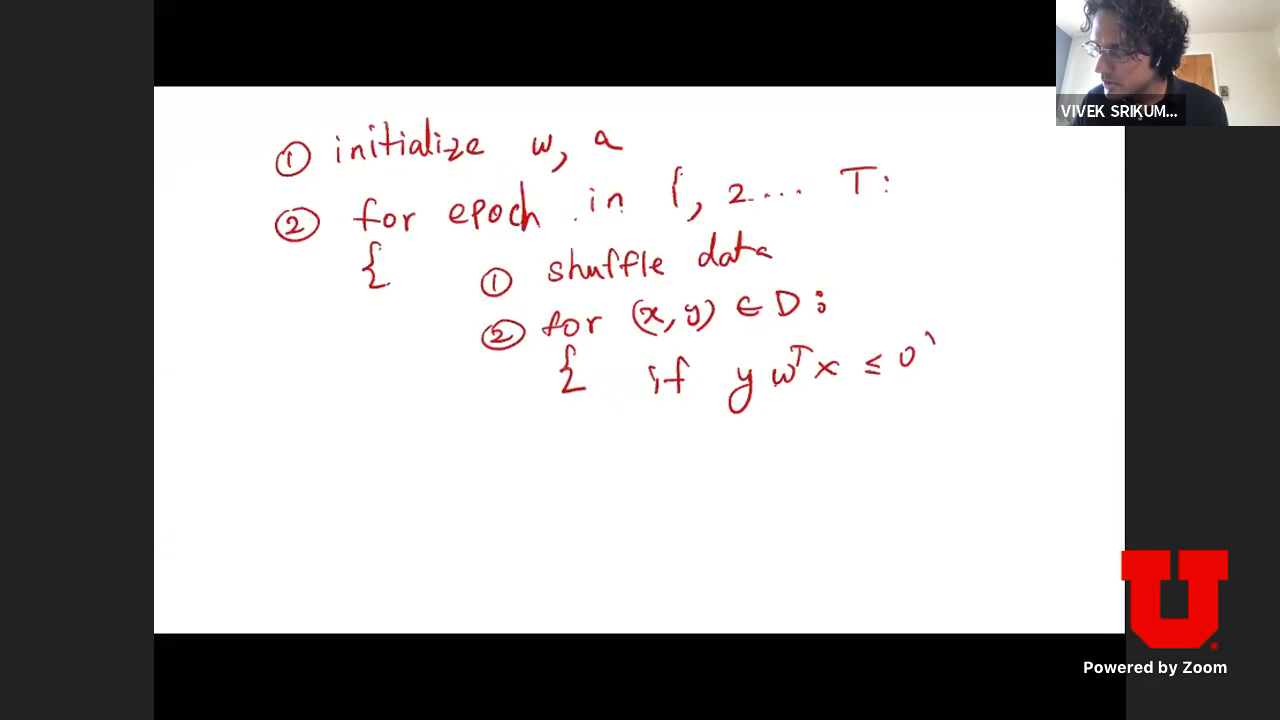 VIVEK SRIKUM...
① initialize w, a
② for epoch in 1, 2... T:
{ ① shuffle data
② for (x, y) ∈ D:
{ if y wᵀx ≤ 0
U
Powered by Zoom